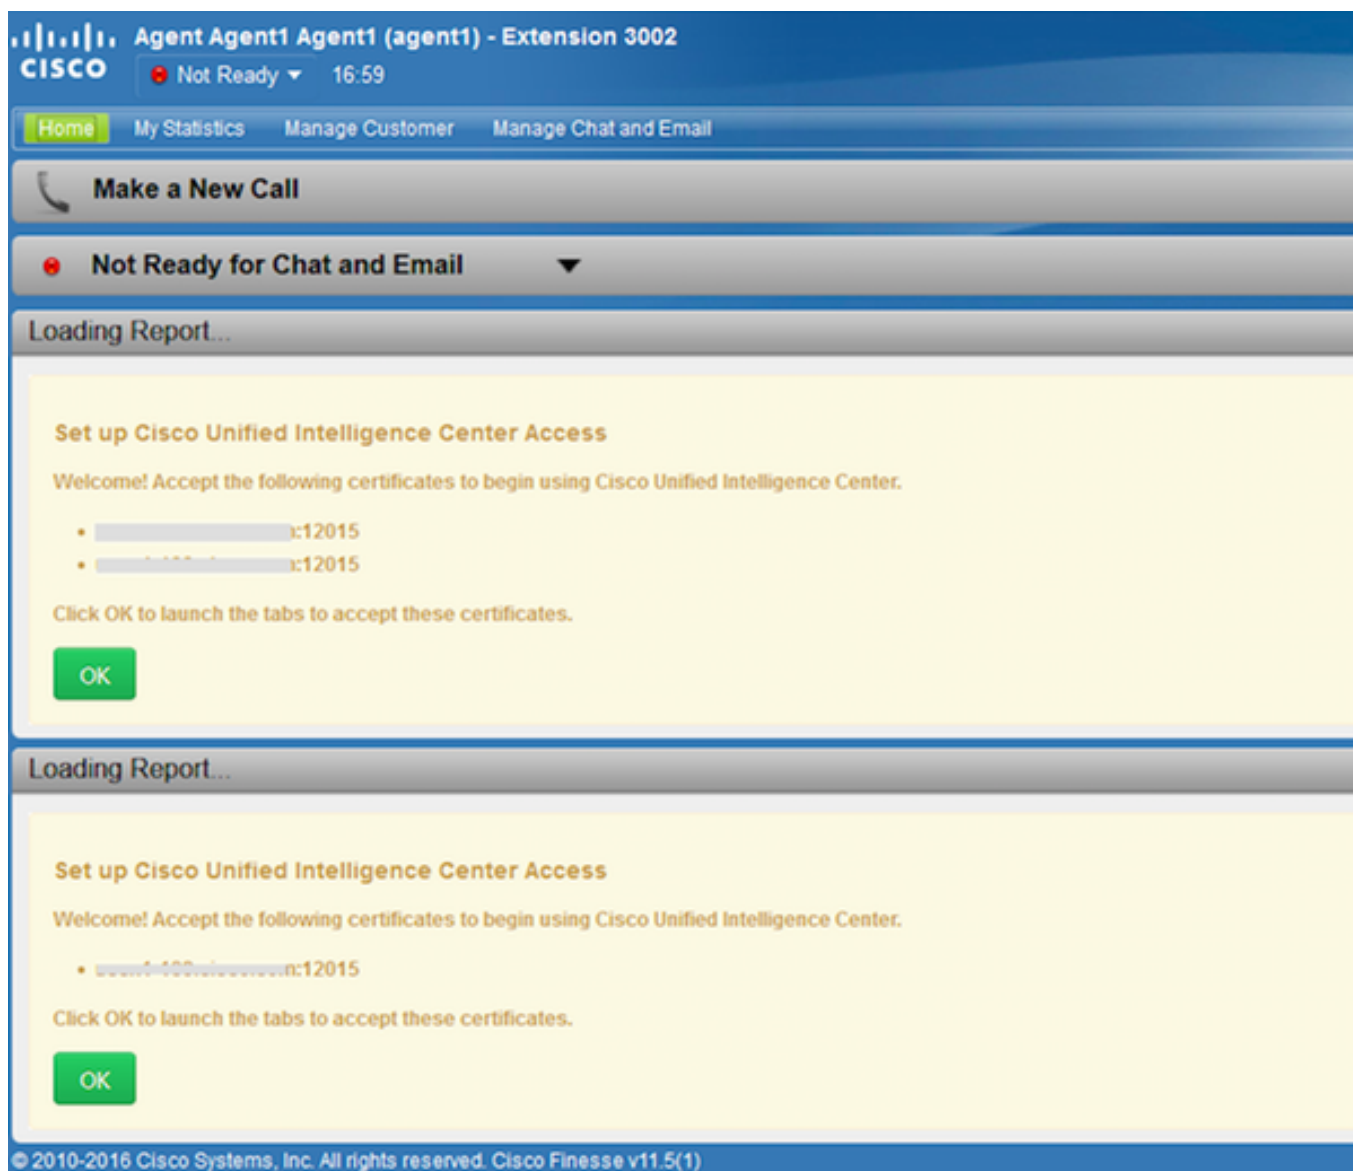 Agent Agent1 Agent1 (agent1) - Extension 3002
CISCO
Not Ready 16:59
Home My Statistics Manage Customer Manage Chat and Email
Make a New Call
Not Ready for Chat and Email
Loading Report...
Set up Cisco Unified Intelligence Center Access
Welcome! Accept the following certificates to begin using Cisco Unified Intelligence Center.
• :12015
• :12015
Click OK to launch the tabs to accept these certificates.
OK
Loading Report...
Set up Cisco Unified Intelligence Center Access
Welcome! Accept the following certificates to begin using Cisco Unified Intelligence Center.
• :12015
Click OK to launch the tabs to accept these certificates.
OK
© 2010-2016 Cisco Systems, Inc. All rights reserved. Cisco Finesse v11.5(1)